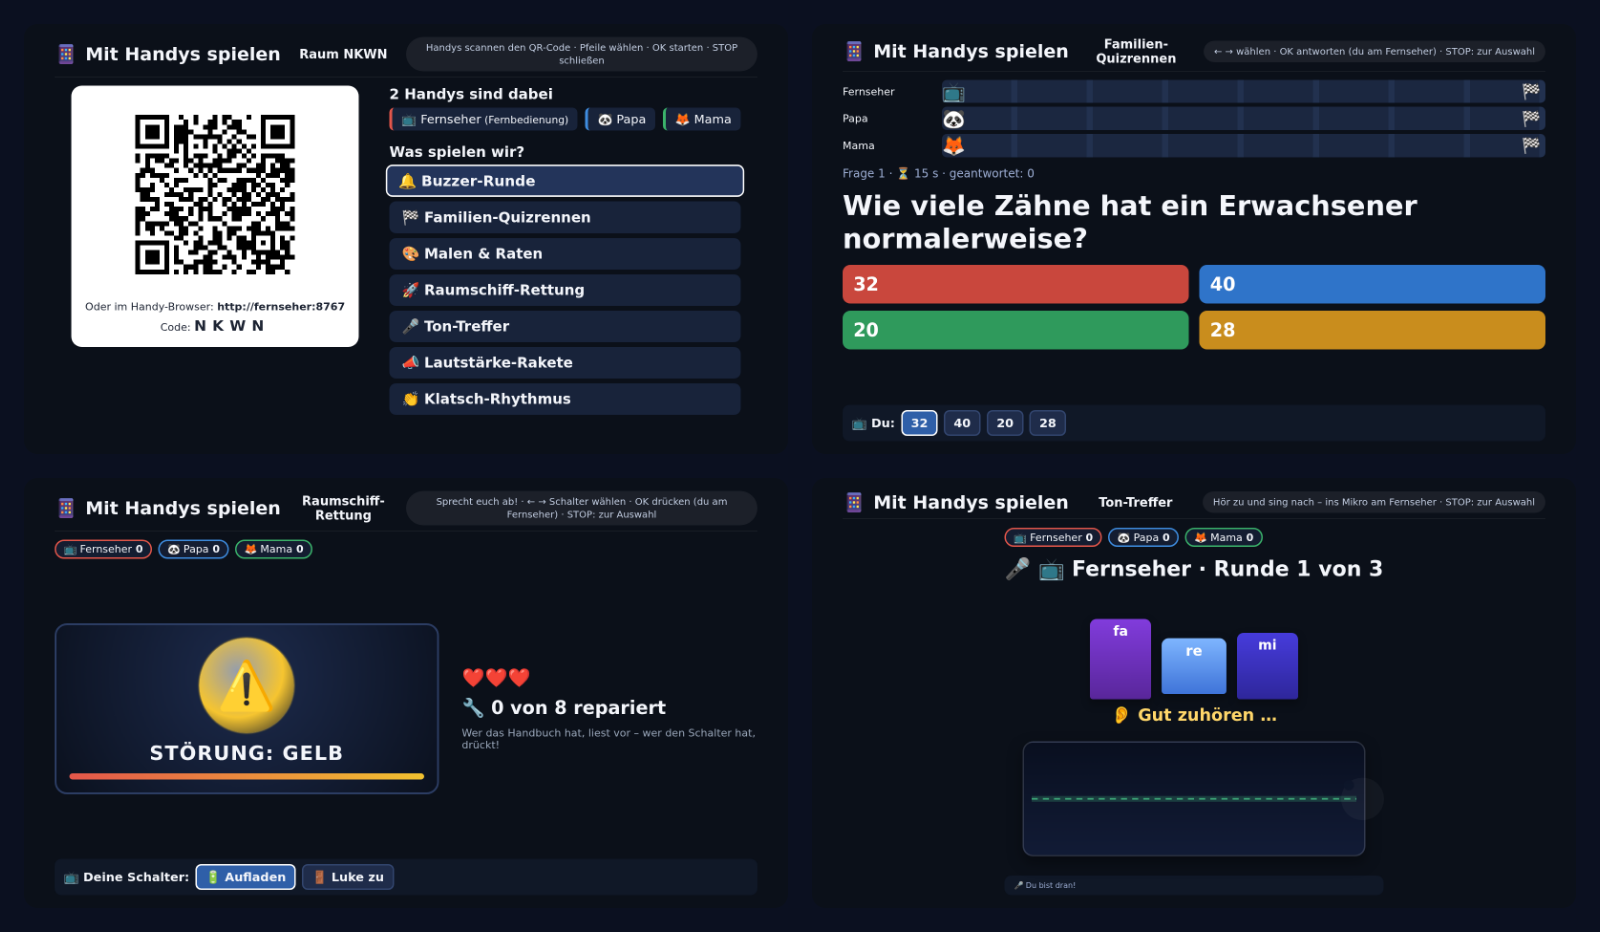 Mit Handys spielen
Raum NKWN
Handys scannen den QR-Code · Pfeile wählen · OK starten · STOP
schließen
Oder im Handy-Browser: http://fernseher:8767
Code: N K W N
2 Handys sind dabei
Fernseher (Fernbedienung)
Papa
Mama
Was spielen wir?
Buzzer-Runde
Familien-Quizrennen
Malen & Raten
Raumschiff-Rettung
Ton-Treffer
Lautstärke-Rakete
Klatsch-Rhythmus
Mit Handys spielen
Familien-
Quizrennen
← → wählen · OK antworten (du am Fernseher) · STOP: zur Auswahl
Fernseher
Papa
Mama
Frage 1 · ⏳ 15 s · geantwortet: 0
Wie viele Zähne hat ein Erwachsener
normalerweise?
32
40
20
28
Du: 32 40 20 28
Mit Handys spielen
Raumschiff-
Rettung
Sprecht euch ab! · ← → Schalter wählen · OK drücken (du am
Fernseher) · STOP: zur Auswahl
Fernseher 0
Papa 0
Mama 0
STÖRUNG: GELB
0 von 8 repariert
Wer das Handbuch hat, liest vor – wer den Schalter hat,
drückt!
Deine Schalter: Aufladen Luke zu
Mit Handys spielen
Ton-Treffer
Hör zu und sing nach – ins Mikro am Fernseher · STOP: zur Auswahl
Fernseher 0
Papa 0
Mama 0
Fernseher · Runde 1 von 3
fa
re
mi
Gut zuhören ...
Du bist dran!